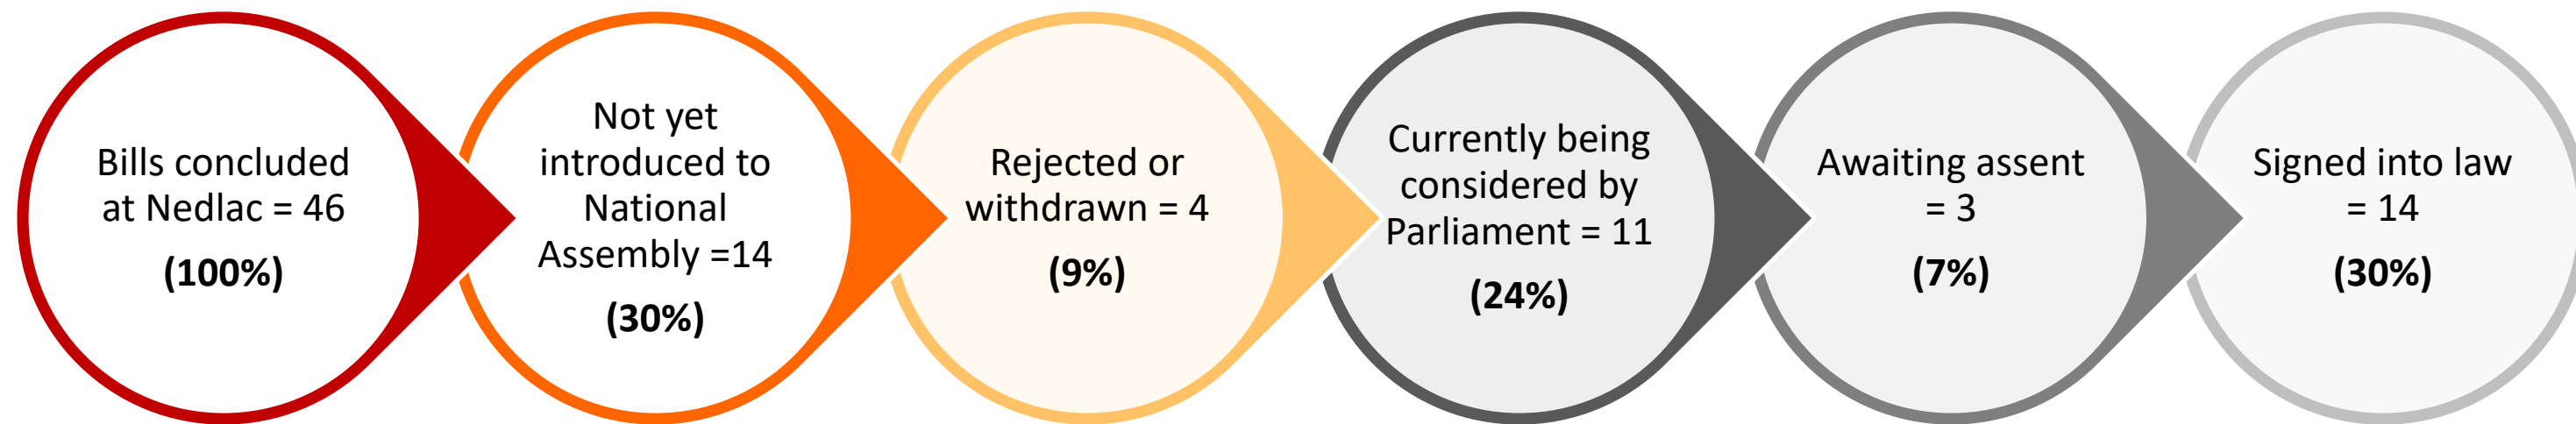 Bills concluded
at Nedlac = 46
(100%)
Not yet
introduced to
National
Assembly =14
(30%)
Rejected or
withdrawn = 4
(9%)
Currently being
considered by
Parliament = 11
(24%)
Awaiting assent
= 3
(7%)
Signed into law
= 14
(30%)